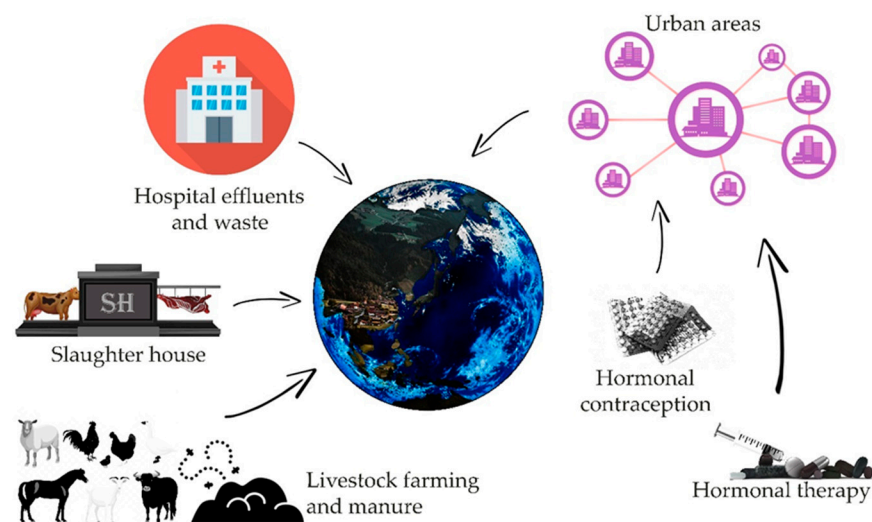 Urban areas
Hospital effluents
and waste
SH
Slaughter house
Hormonal
contraception
Livestock farming
and manure
Hormonal therapy